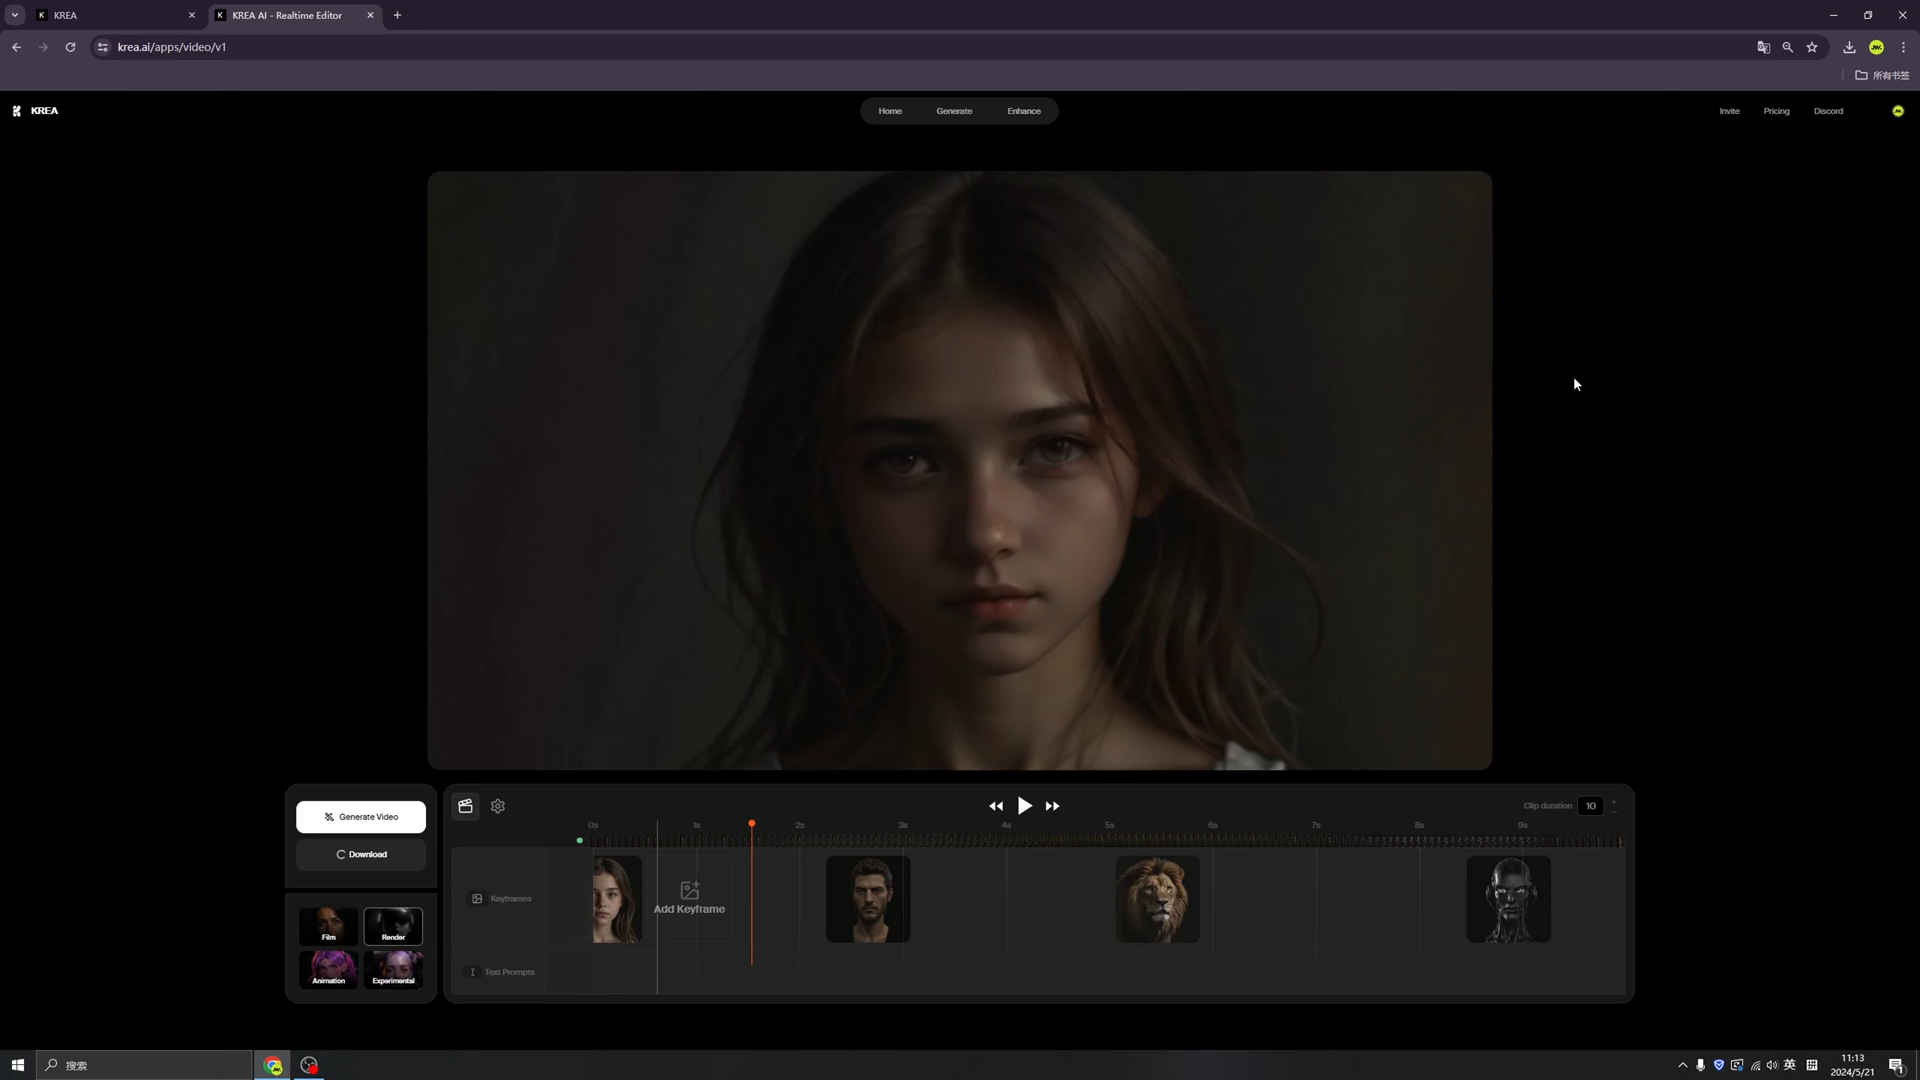 KREA
KREA AI - Realtime Editor
krea.ai/apps/video/v1
所有书签
KREA
Home
Generate
Enhance
Invite
Pricing
Discord
Generate Video
Download
Clip duration
10
0s
1s
2s
3s
4s
5s
6s
7s
8s
9s
Keyframes
Add Keyframe
Text Prompts
Film
Render
Animation
Experimental
搜索
英
11:13
2024/5/21